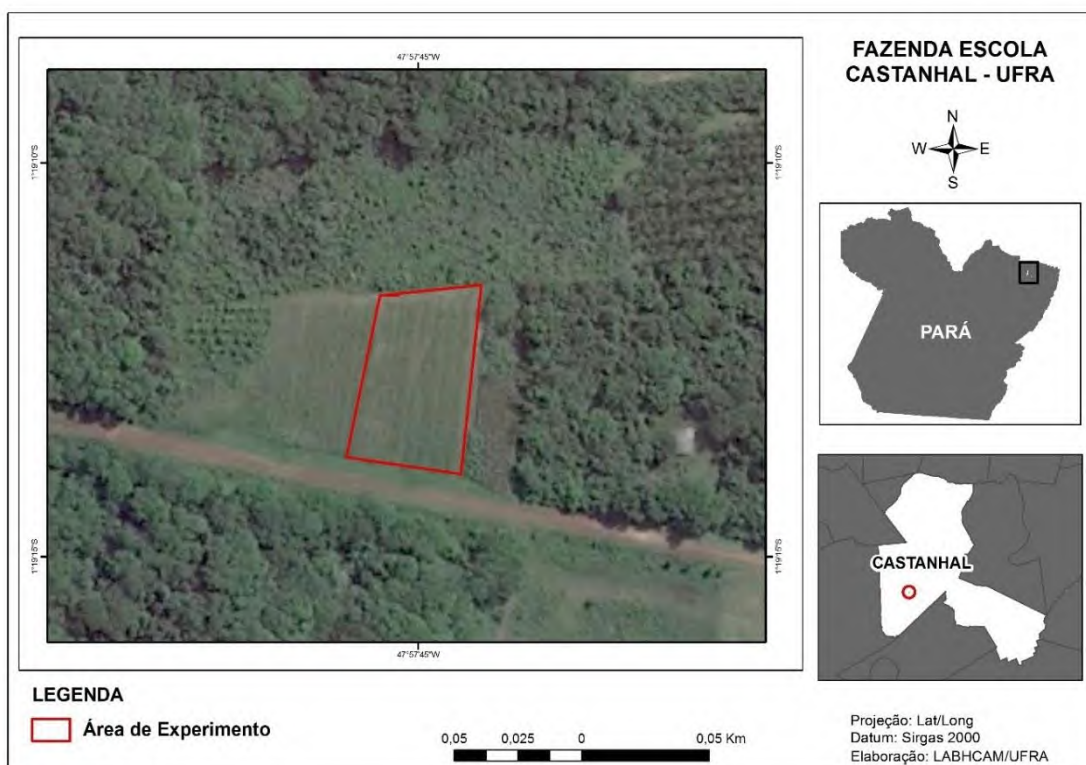 FAZENDA ESCOLA
CASTANHAL - UFRA
N
W E
S
47°57'45"W
1°19'10"S
1°19'10"S
1°19'15"S
1°19'15"S
47°57'45"W
PARÁ
CASTANHAL
LEGENDA
Área de Experimento
0,05 0,025 0 0,05 Km
Projeção: Lat/Long
Datum: Sirgas 2000
Elaboração: LABHCAM/UFRA